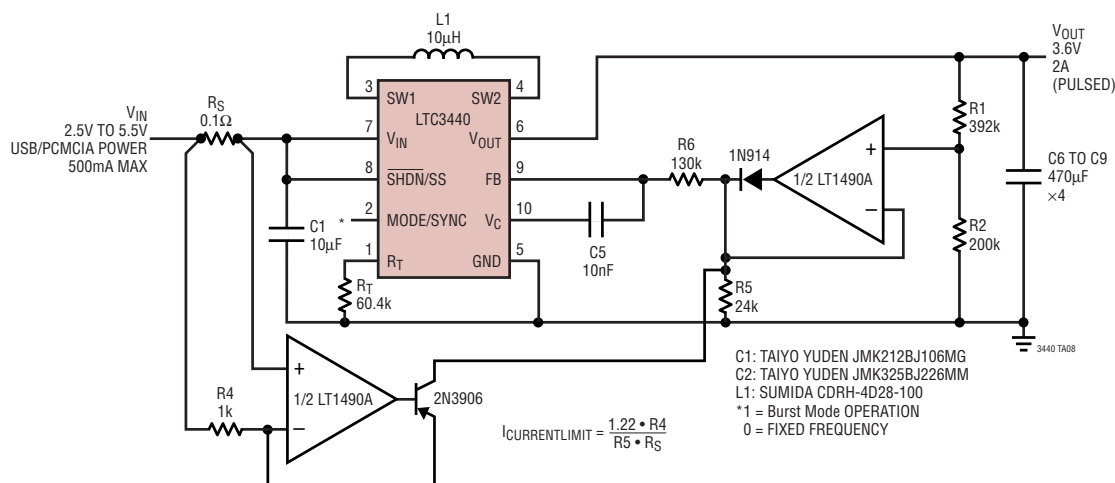 L1
10µH
3
4
SW1
SW2
LTC3440
VIN
2.5V TO 5.5V
USB/PCMCIA POWER
500mA MAX
RS
0.1Ω
7
VIN
VOUT
6
8
SHDN/SS
FB
9
2
MODE/SYNC
VC
10
1
RT
GND
5
*
C1
10µF
RT
60.4k
C5
10nF
R6
130k
1N914
+
1/2 LT1490A
–
R5
24k
R1
392k
R2
200k
VOUT
3.6V
2A
(PULSED)
C6 TO C9
470µF
×4
3440 TA08
R4
1k
+
1/2 LT1490A
–
2N3906
ICURRENTLIMIT = 1.22 • R4
R5 • RS
C1: TAIYO YUDEN JMK212BJ106MG
C2: TAIYO YUDEN JMK325BJ226MM
L1: SUMIDA CDRH-4D28-100
*1 = Burst Mode OPERATION
0 = FIXED FREQUENCY